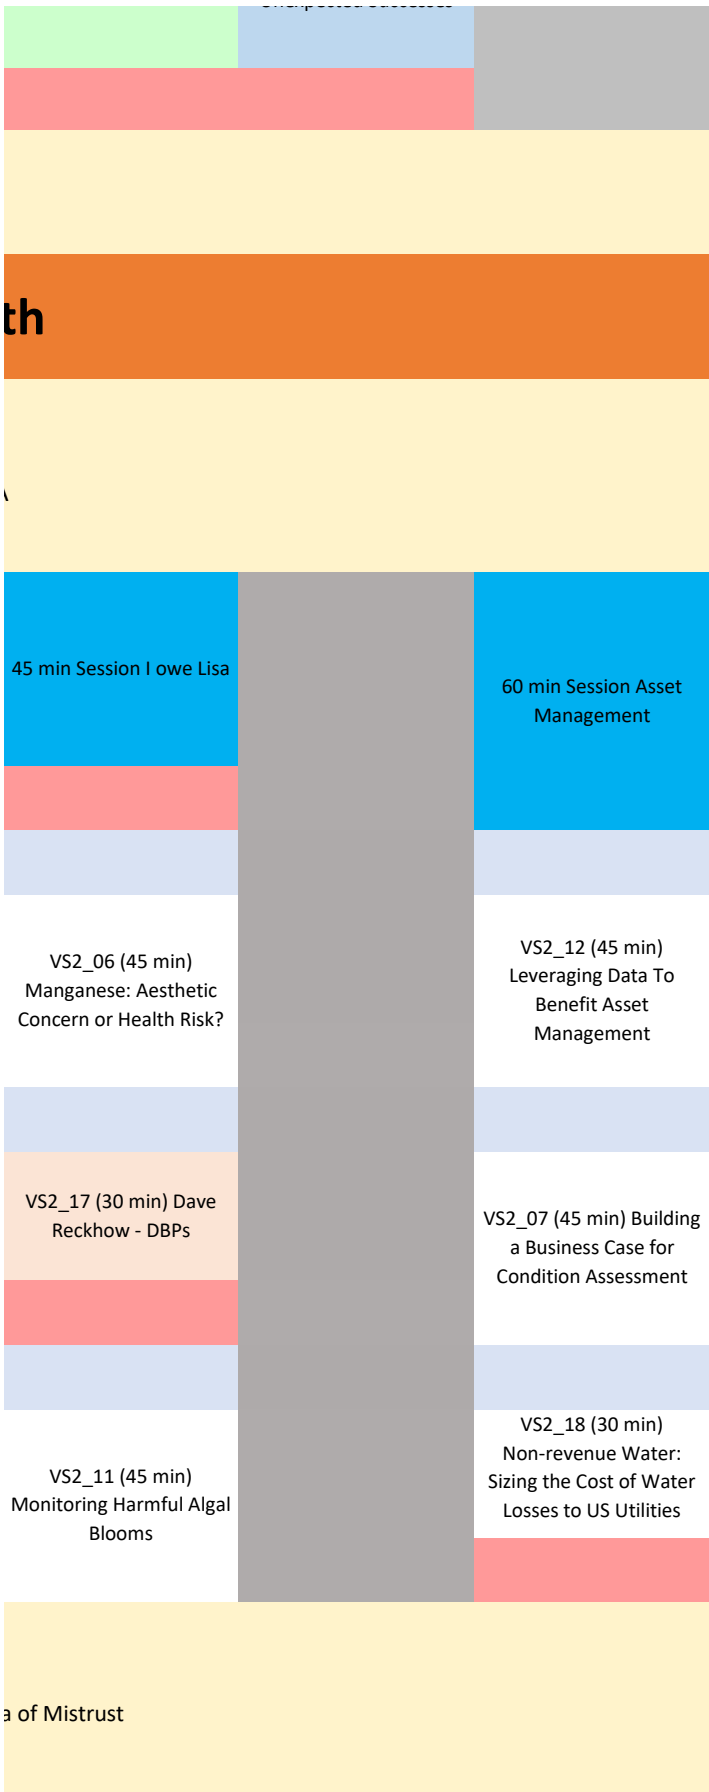 Unexpected Successes
th
45 min Session I owe Lisa
60 min Session Asset
Management
VS2_06 (45 min)
Manganese: Aesthetic
Concern or Health Risk?
VS2_12 (45 min)
Leveraging Data To
Benefit Asset
Management
VS2_17 (30 min) Dave
Reckhow - DBPs
VS2_07 (45 min) Building
a Business Case for
Condition Assessment
VS2_11 (45 min)
Monitoring Harmful Algal
Blooms
VS2_18 (30 min)
Non-revenue Water:
Sizing the Cost of Water
Losses to US Utilities
a of Mistrust